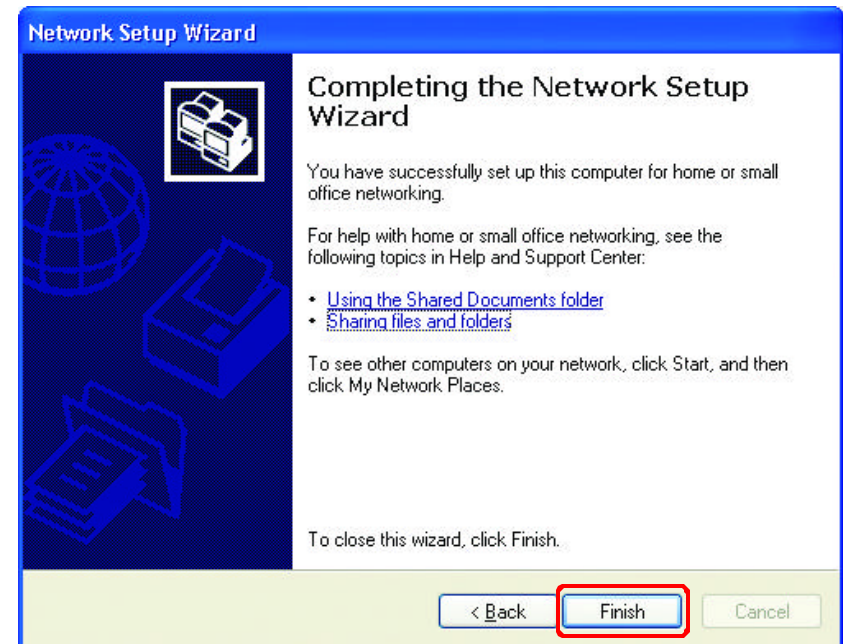 Network Setup Wizard
Completing the Network Setup
Wizard
You have successfully set up this computer for home or small
office networking.
For help with home or small office networking, see the
following topics in Help and Support Center:
• Using the Shared Documents folder
• Sharing files and folders
To see other computers on your network, click Start, and then
click My Network Places.
To close this wizard, click Finish.
< Back Finish Cancel